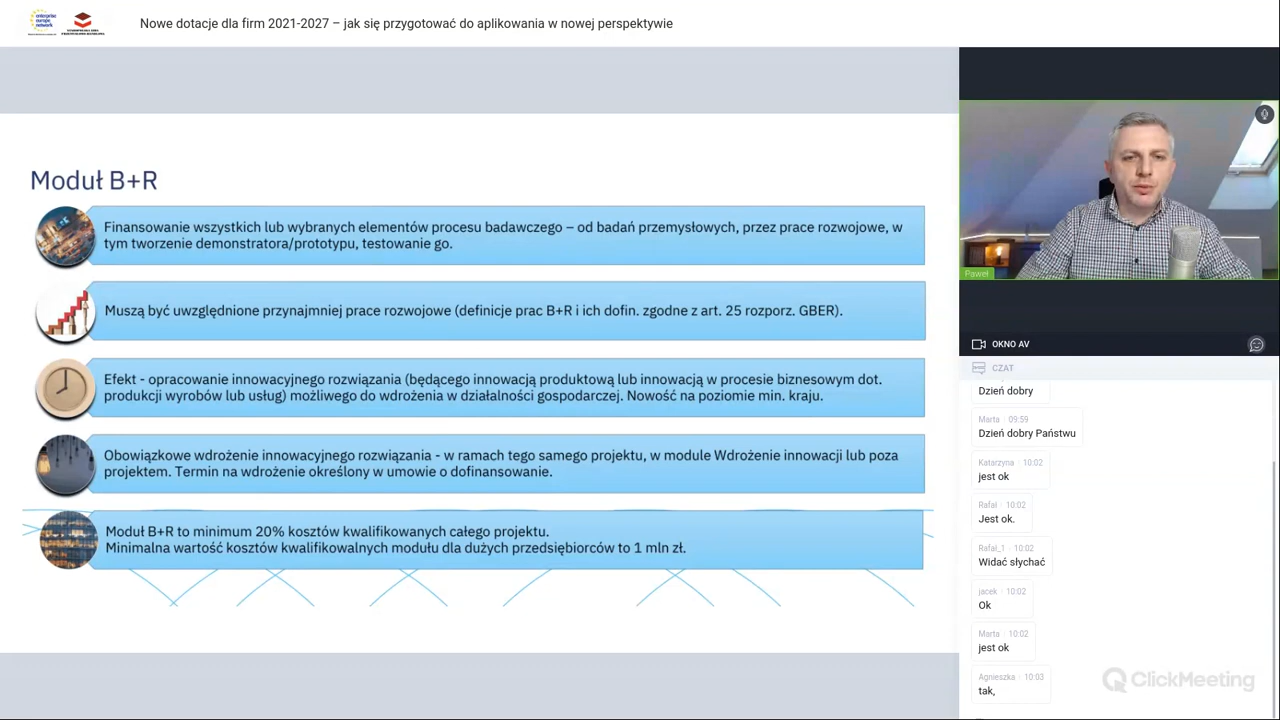 enterprise
europe
network
Nowe dotacje dla firm 2021-2027 – jak się przygotować do aplikowania w nowej perspektywie
Moduł B+R
Finansowanie wszystkich lub wybranych elementów procesu badawczego – od badań przemysłowych, przez prace rozwojowe, w
tym tworzenie demonstratora/prototypu, testowanie go.
Muszą być uwzględnione przynajmniej prace rozwojowe (definicje prac B+R i ich dofin. zgodne z art. 25 rozporz. GBER).
Efekt - opracowanie innowacyjnego rozwiązania (będącego innowacją produktową lub innowacją w procesie biznesowym dot.
produkcji wyrobów lub usług) możliwego do wdrożenia w działalności gospodarczej. Nowość na poziomie min. kraju.
Obowiązkowe wdrożenie innowacyjnego rozwiązania - w ramach tego samego projektu, w module Wdrożenie innowacji lub poza
projektem. Termin na wdrożenie określony w umowie o dofinansowanie.
Moduł B+R to minimum 20% kosztów kwalifikowanych całego projektu.
Minimalna wartość kosztów kwalifikowalnych modułu dla dużych przedsiębiorców to 1 mln zł.
Paweł
OKNO AV
CZAT
Dzień dobry
Marta · 09:59
Dzień dobry Państwu
Katarzyna · 10:02
jest ok
Rafał · 10:02
Jest ok.
Rafał_1 · 10:02
Widać słychać
jacek · 10:02
Ok
Marta · 10:02
jest ok
Agnieszka · 10:03
tak,
ClickMeeting